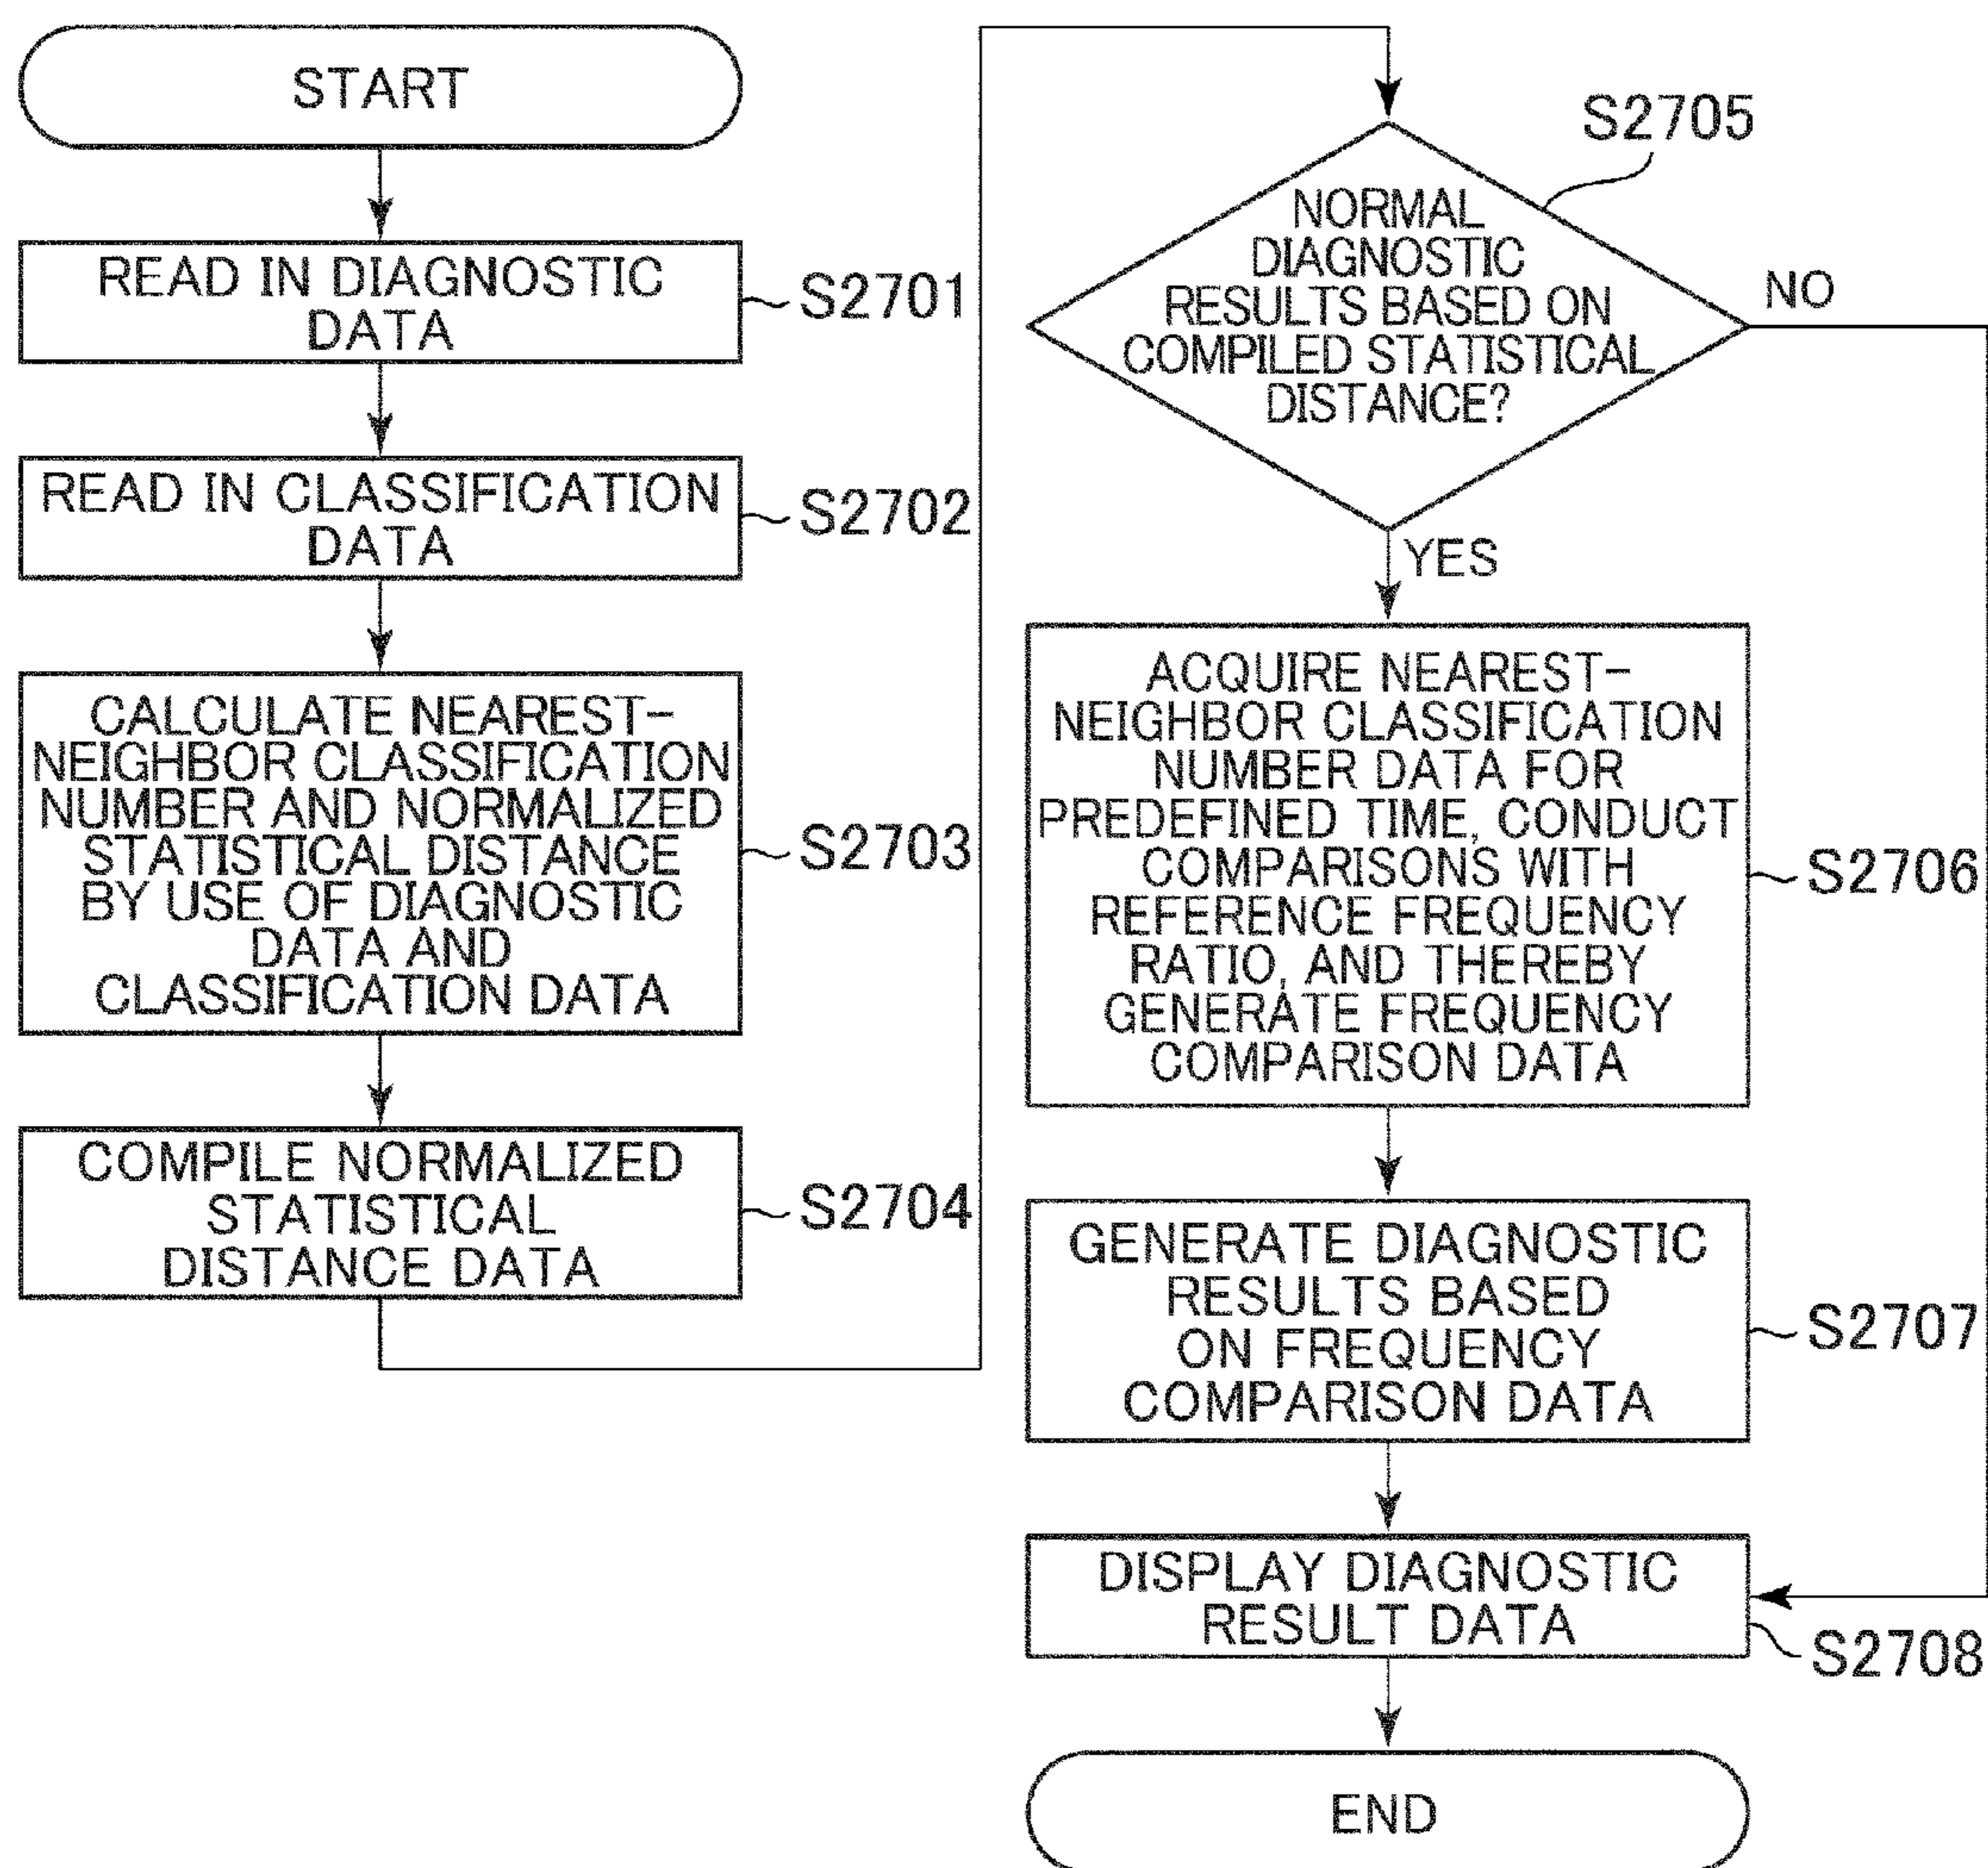 START
READ IN DIAGNOSTIC
DATA
S2701
READ IN CLASSIFICATION
DATA
S2702
CALCULATE NEAREST-
NEIGHBOR CLASSIFICATION
NUMBER AND NORMALIZED
STATISTICAL DISTANCE
BY USE OF DIAGNOSTIC
DATA AND
CLASSIFICATION DATA
S2703
COMPILE NORMALIZED
STATISTICAL
DISTANCE DATA
S2704
S2705
NORMAL
DIAGNOSTIC
RESULTS BASED ON
COMPILED STATISTICAL
DISTANCE?
NO
YES
ACQUIRE NEAREST-
NEIGHBOR CLASSIFICATION
NUMBER DATA FOR
PREDEFINED TIME, CONDUCT
COMPARISONS WITH
REFERENCE FREQUENCY
RATIO, AND THEREBY
GENERATE FREQUENCY
COMPARISON DATA
S2706
GENERATE DIAGNOSTIC
RESULTS BASED
ON FREQUENCY
COMPARISON DATA
S2707
DISPLAY DIAGNOSTIC
RESULT DATA
S2708
END